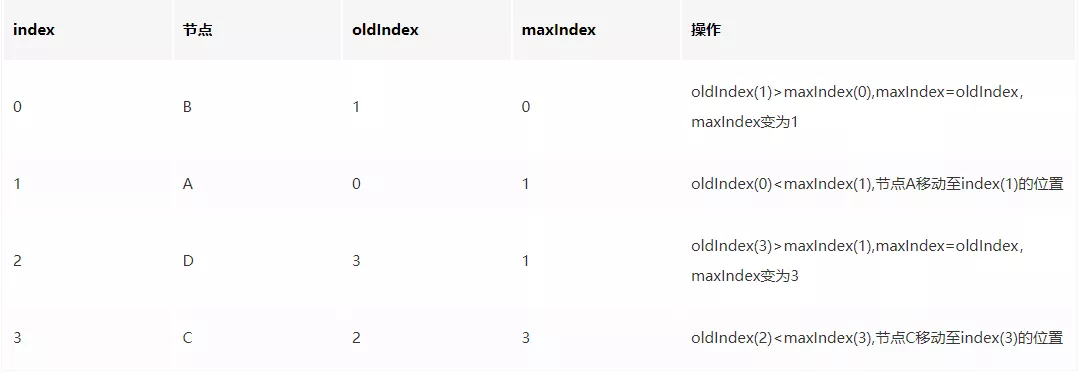 index 节点 oldIndex maxIndex 操作
0 B 1 0 oldIndex(1)>maxIndex(0),maxIndex=oldIndex,
maxIndex变为1
1 A 0 1 oldIndex(0)<maxIndex(1),节点A移动至index(1)的位置
2 D 3 1 oldIndex(3)>maxIndex(1),maxIndex=oldIndex,
maxIndex变为3
3 C 2 3 oldIndex(2)<maxIndex(3),节点C移动至index(3)的位置